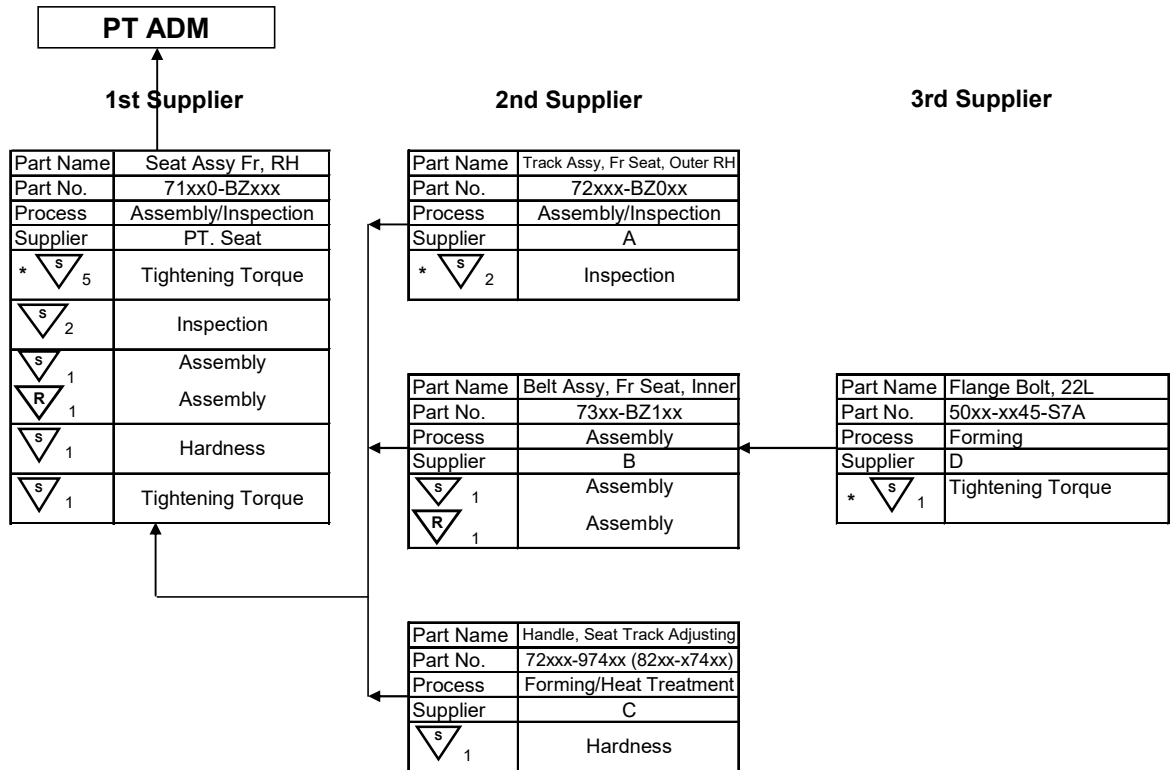 PT ADM
1st Supplier
2nd Supplier
3rd Supplier
Part Name Seat Assy Fr, RH
Part No. 71xx0-BZxxx
Process Assembly/Inspection
Supplier PT. Seat
* S 5 Tightening Torque
S 2 Inspection
S 1 Assembly
R 1 Assembly
S 1 Hardness
S 1 Tightening Torque
Part Name Track Assy, Fr Seat, Outer RH
Part No. 72xxx-BZ0xx
Process Assembly/Inspection
Supplier A
* S 2 Inspection
Part Name Belt Assy, Fr Seat, Inner
Part No. 73xx-BZ1xx
Process Assembly
Supplier B
S 1 Assembly
R 1 Assembly
Part Name Handle, Seat Track Adjusting
Part No. 72xxx-974xx (82xx-x74xx)
Process Forming/Heat Treatment
Supplier C
S 1 Hardness
Part Name Flange Bolt, 22L
Part No. 50xx-xx45-S7A
Process Forming
Supplier D
* S 1 Tightening Torque